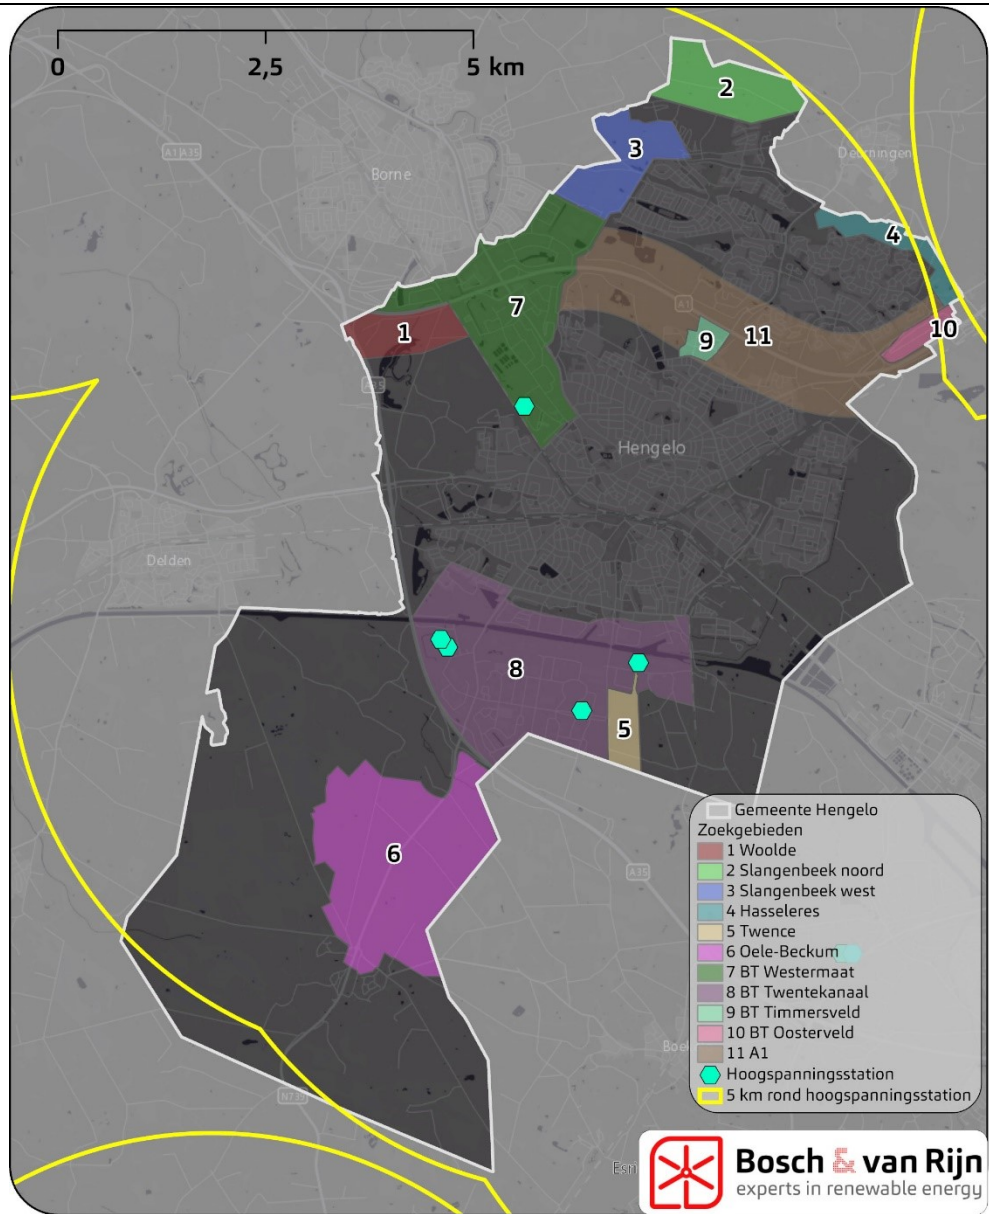 0 2,5 5 km
2
A1|A35
3
Deurningen
Borne
4
7
A1
1
9
11
10
A35
Hengelo
Delden
8
5
6
A35
N739
Gemeente Hengelo
Zoekgebieden
1 Woolde
2 Slangenbeek noord
3 Slangenbeek west
4 Hasseleres
5 Twence
6 Oele-Beckum
7 BT Westermaat
8 BT Twentekanaal
9 BT Timmersveld
10 BT Oosterveld
11 A1
Hoogspanningsstation
5 km rond hoogspanningsstation
Bosch & van Rijn
experts in renewable energy